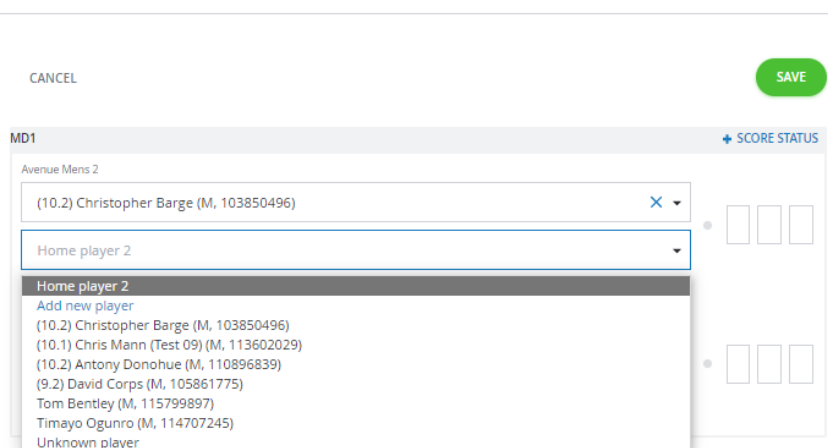 CANCEL
SAVE
MD1
+ SCORE STATUS
Avenue Mens 2
(10.2) Christopher Barge (M, 103850496)
Home player 2
Home player 2
Add new player
(10.2) Christopher Barge (M, 103850496)
(10.1) Chris Mann (Test 09) (M, 113602029)
(10.2) Antony Donohue (M, 110896839)
(9.2) David Corps (M, 105861775)
Tom Bentley (M, 115799897)
Timayo Ogunro (M, 114707245)
Unknown player